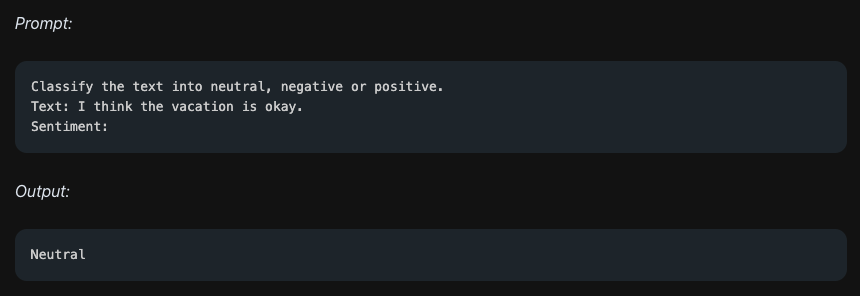 Prompt:
Classify the text into neutral, negative or positive.
Text: I think the vacation is okay.
Sentiment:
Output:
Neutral